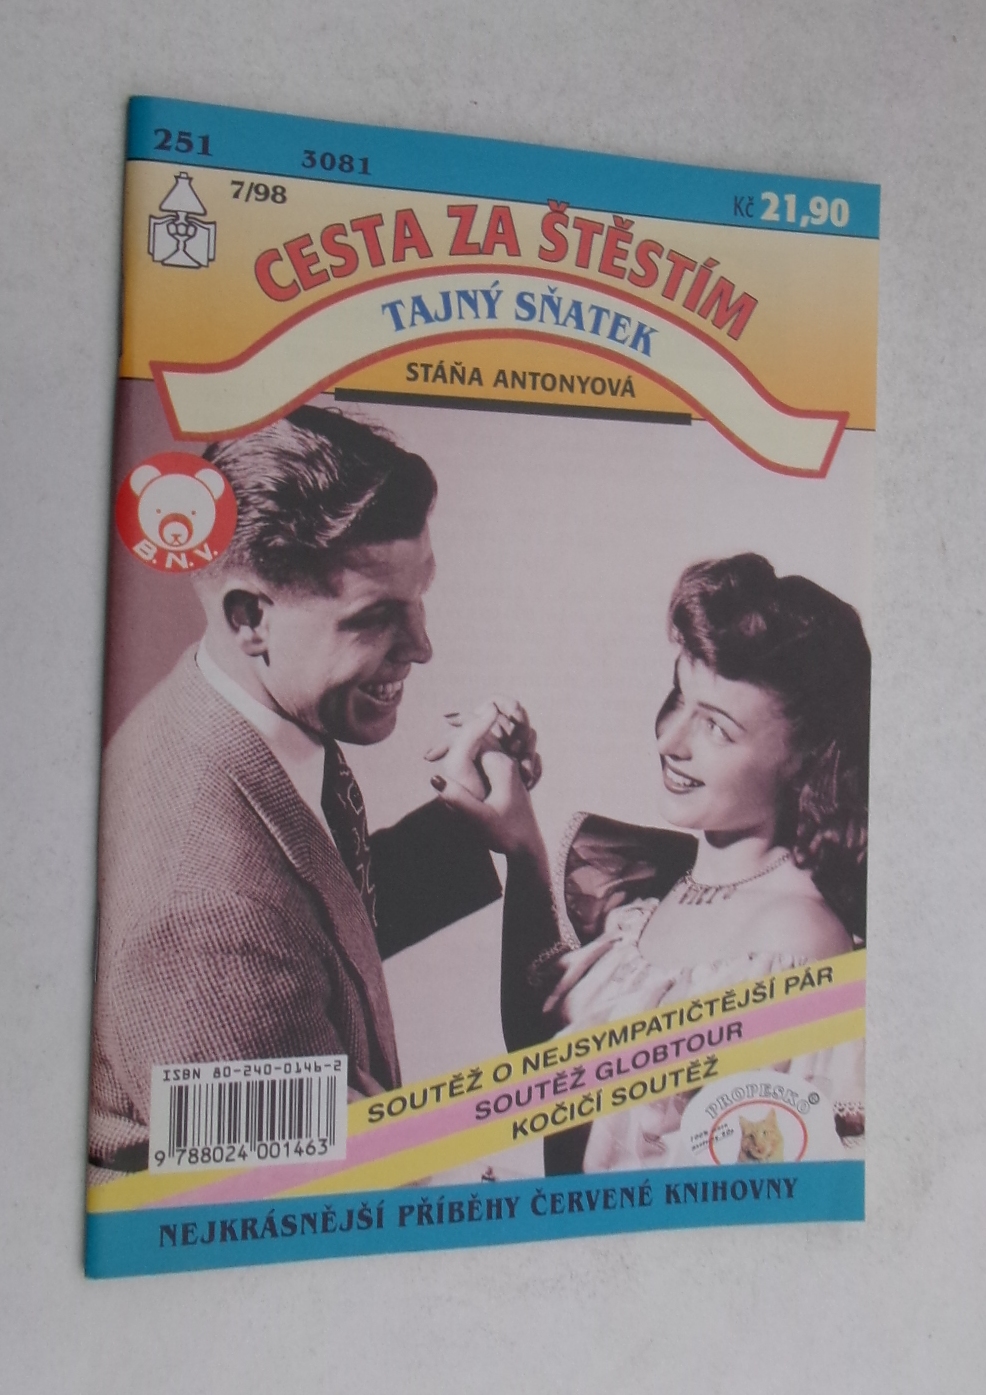 251
3081
7/98
Kč 21,90
CESTA ZA ŠTĚSTÍM
TAJNÝ SŇATEK
STÁŇA ANTONYOVÁ
B.N.V.
SOUTĚŽ O NEJSYMPATIČTĚJŠÍ PÁR
SOUTĚŽ GLOBTOUR
KOČIČÍ SOUTĚŽ
PROPESKO®
ISBN 80-240-0146-2
9 788024 001463
NEJKRÁSNĚJŠÍ PŘÍBĚHY ČERVENÉ KNIHOVNY